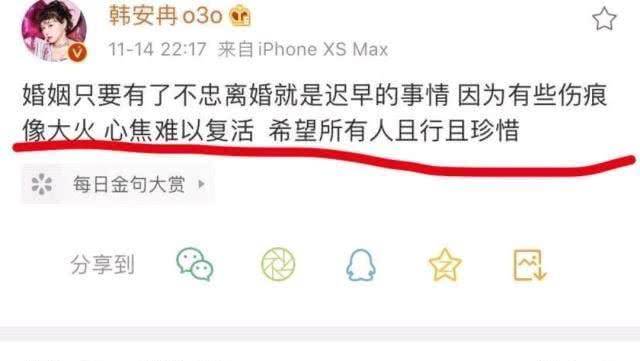 韩安冉o3o
11-14 22:17 来自iPhone XS Max
婚姻只要有了不忠离婚就是迟早的事情 因为有些伤痕
像大火 心焦难以复活 希望所有人且行且珍惜
每日金句大赏
分享到